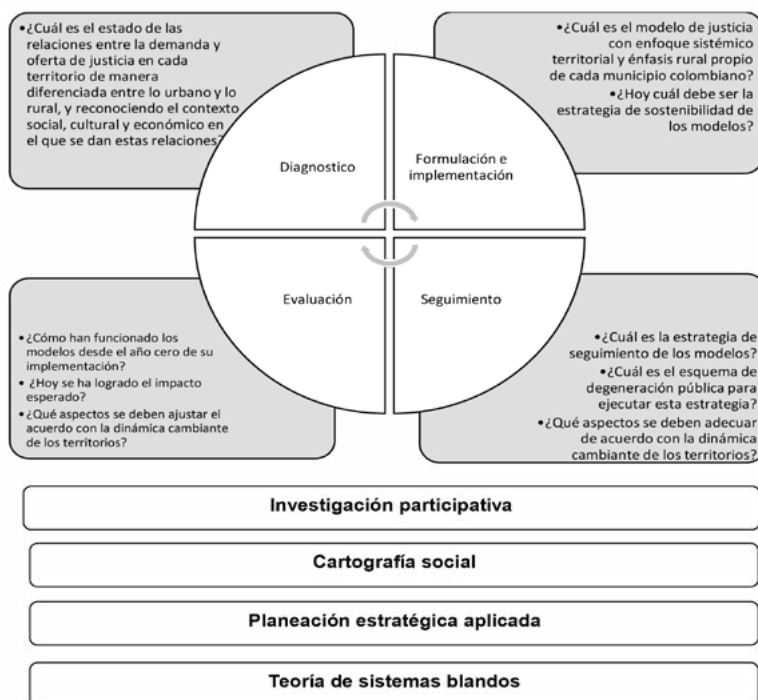 •¿Cuál es el estado de las
relaciones entre la demanda y
oferta de justicia en cada
territorio de manera
diferenciada entre lo urbano y lo
rural, y reconociendo el contexto
social, cultural y económico en
el que se dan estas relaciones?
•¿Cuál es el modelo de justicia
con enfoque sistémico
territorial y énfasis rural propio
de cada municipio colombiano?
•¿Hoy cuál debe ser la
estrategia de sostenibilidad de
los modelos?
Diagnostico
Formulación e
implementación
Evaluación
Seguimiento
•¿Cómo han funcionado los
modelos desde el año cero de su
implementación?
• ¿Hoy se ha logrado el impacto
esperado?
•¿Qué aspectos se deben ajustar el
acuerdo con la dinámica cambiante
de los territorios?
•¿Cuál es la estrategia de
seguimiento de los modelos?
•¿Cuál es el esquema de
degeneración pública para
ejecutar esta estrategia?
•¿Qué aspectos se deben adecuar
de acuerdo con la dinámica
cambiante de los territorios?
Investigación participativa
Cartografía social
Planeación estratégica aplicada
Teoría de sistemas blandos